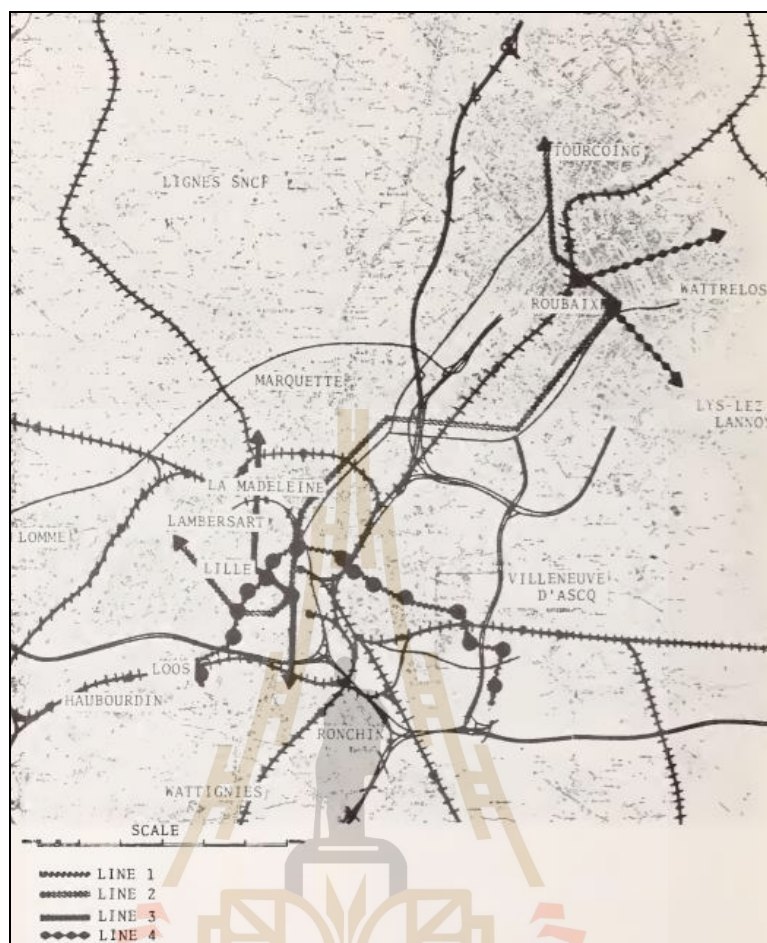 TOURCOING
LIGNES SNCF
ROUBAIX
WATTRELOS
MARQUETTE
LYS-LEZ
LANNOY
LA MADELEINE
LAMBERSART
LOMME
LILLE
VILLENEUVE
D'ASCQ
LOOS
HAUBOURDIN
RONCHIN
WATTIGNIES
SCALE
LINE 1
LINE 2
LINE 3
LINE 4